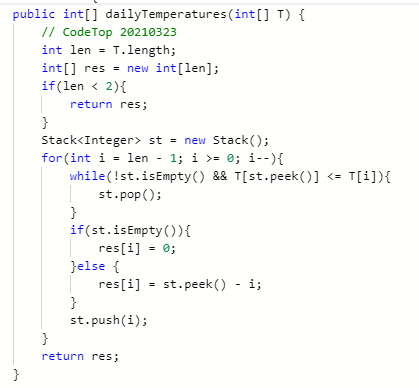 public int[] dailyTemperatures(int[] T) {
    // CodeTop 20210323
    int len = T.length;
    int[] res = new int[len];
    if(len < 2){
        return res;
    }
    Stack<Integer> st = new Stack();
    for(int i = len - 1; i >= 0; i--){
        while(!st.isEmpty() && T[st.peek()] <= T[i]){
            st.pop();
        }
        if(st.isEmpty()){
            res[i] = 0;
        }else {
            res[i] = st.peek() - i;
        }
        st.push(i);
    }
    return res;
}